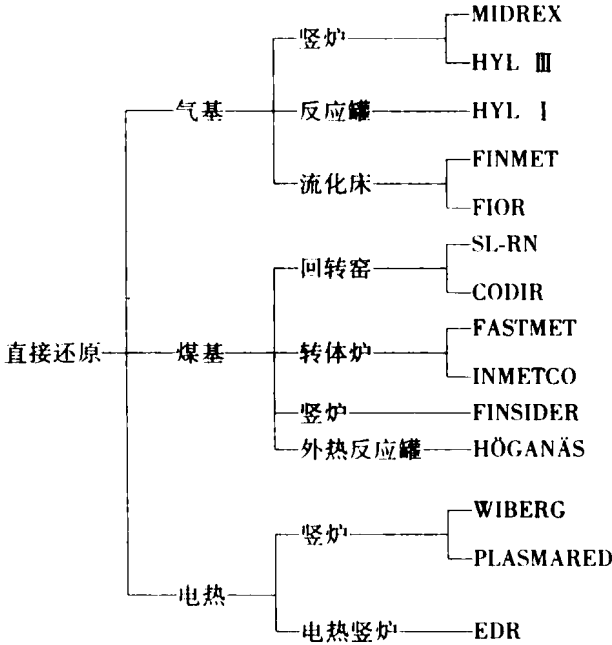 直接还原
气基
竖炉
MIDREX
HYL Ⅲ
反应罐
HYL Ⅰ
流化床
FINMET
FIOR
煤基
回转窑
SL-RN
CODIR
转体炉
FASTMET
INMETCO
竖炉
FINSIDER
外热反应罐
HÖGANÄS
电热
竖炉
WIBERG
PLASMARED
电热竖炉
EDR